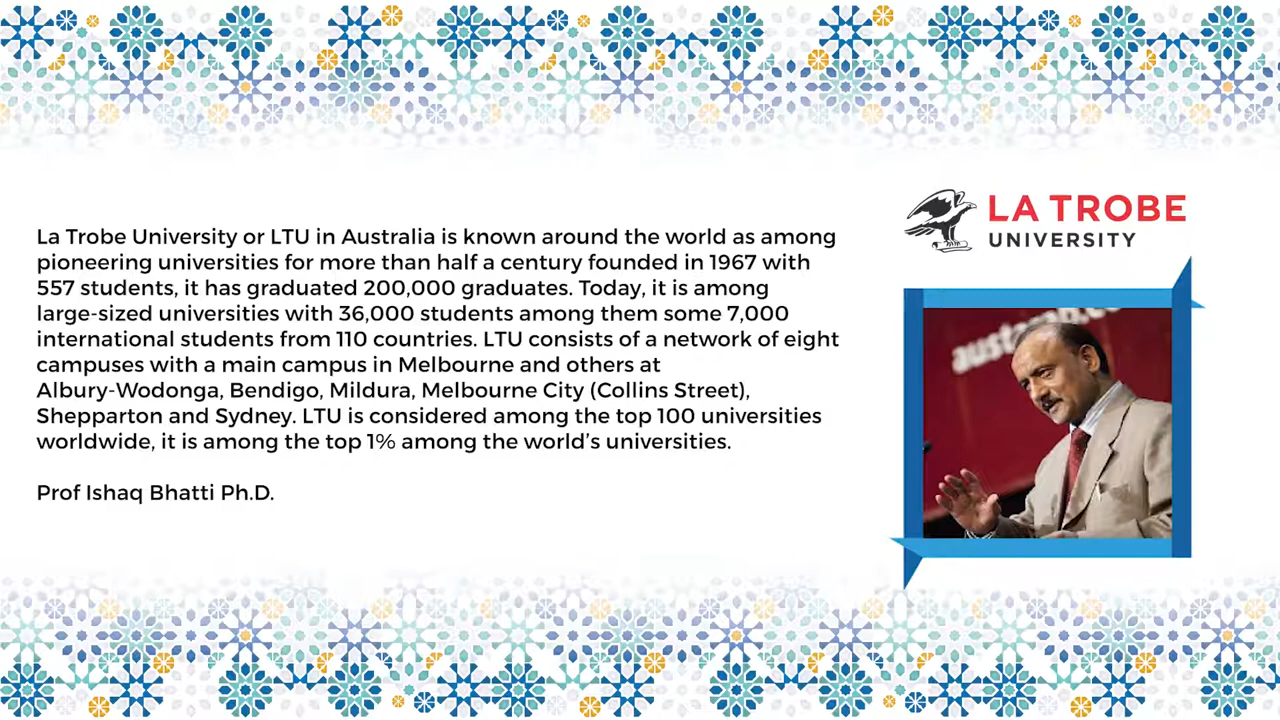 LA TROBE
UNIVERSITY
La Trobe University or LTU in Australia is known around the world as among
pioneering universities for more than half a century founded in 1967 with
557 students, it has graduated 200,000 graduates. Today, it is among
large-sized universities with 36,000 students among them some 7,000
international students from 110 countries. LTU consists of a network of eight
campuses with a main campus in Melbourne and others at
Albury-Wodonga, Bendigo, Mildura, Melbourne City (Collins Street),
Shepparton and Sydney. LTU is considered among the top 100 universities
worldwide, it is among the top 1% among the world's universities.
Prof Ishaq Bhatti Ph.D.